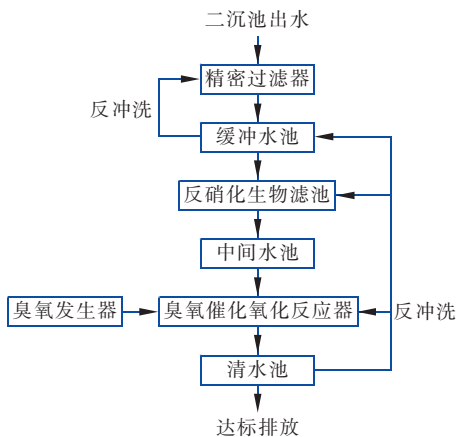 二沉池出水
精密过滤器
反冲洗
缓冲水池
反硝化生物滤池
中间水池
臭氧发生器
臭氧催化氧化反应器
反冲洗
清水池
达标排放